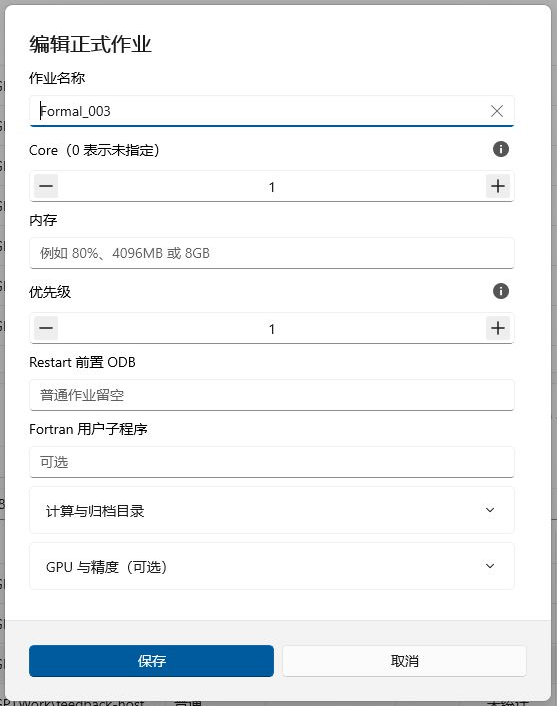 编辑正式作业
作业名称
Formal_003
Core（0 表示未指定）
1
内存
例如 80%、4096MB 或 8GB
优先级
1
Restart 前置 ODB
普通作业留空
Fortran 用户子程序
可选
计算与归档目录
GPU 与精度（可选）
保存
取消